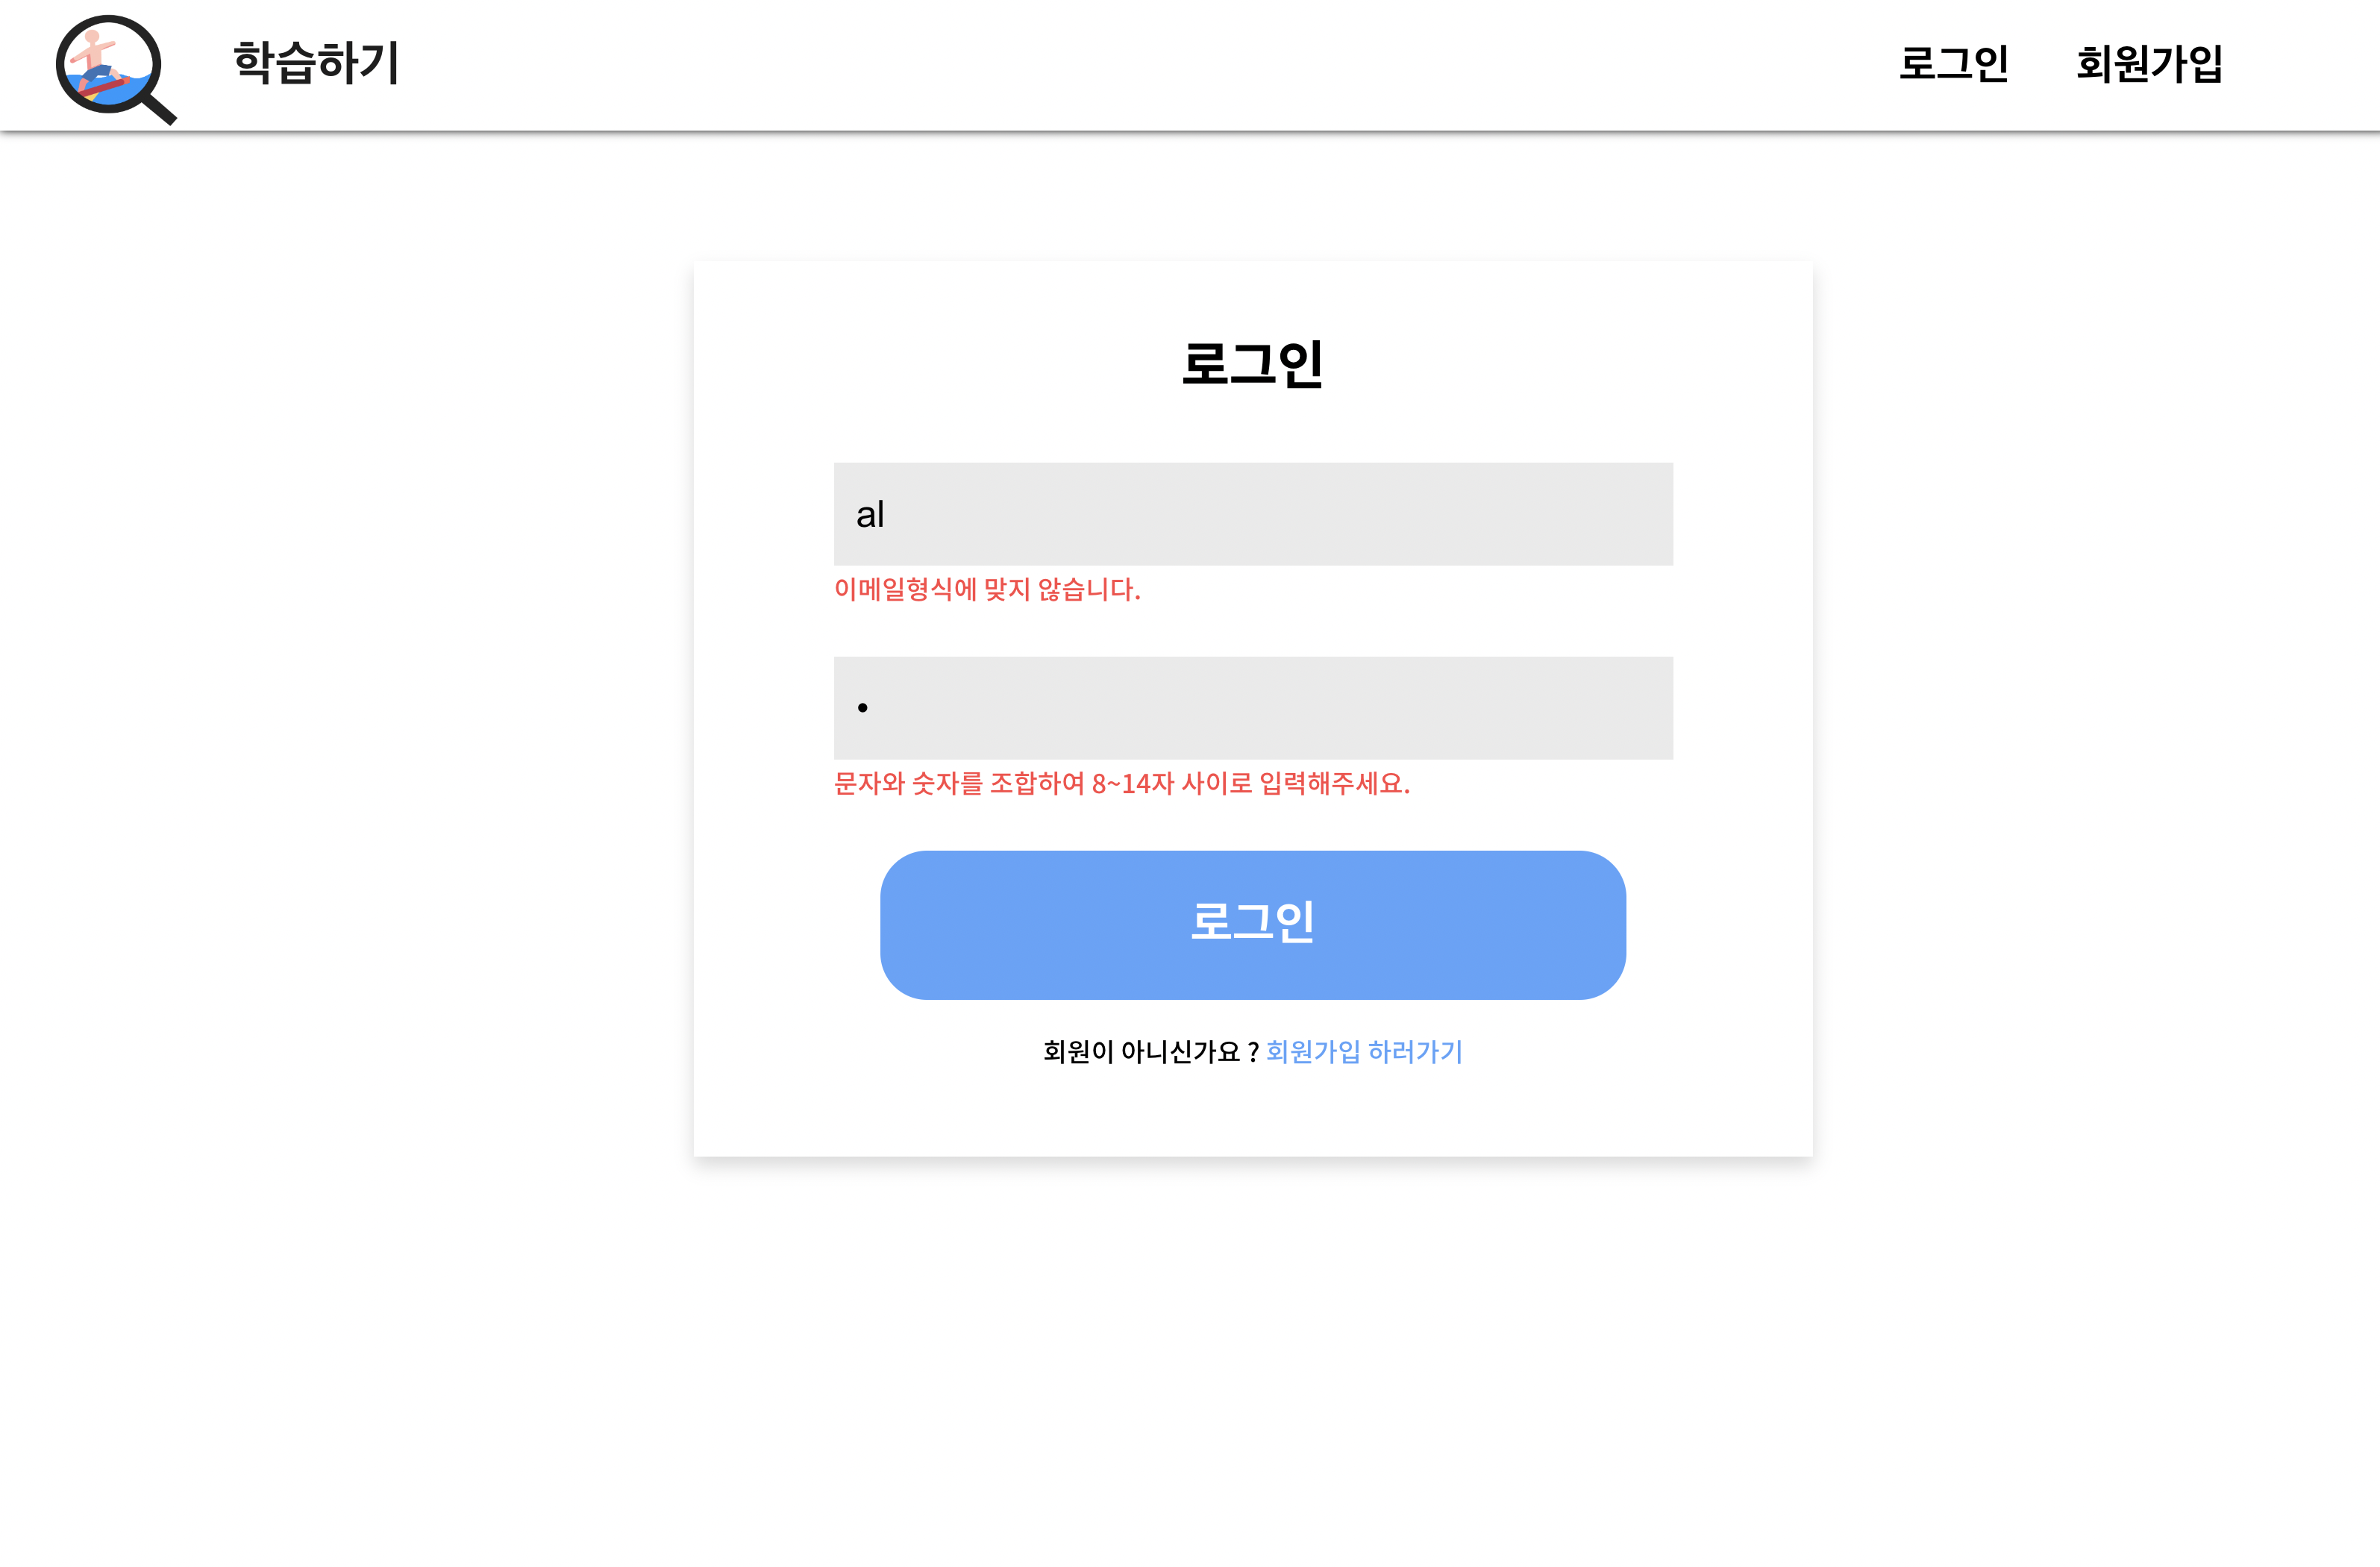 학습하기
로그인
회원가입
로그인
al
이메일형식에 맞지 않습니다.
•
문자와 숫자를 조합하여 8~14자 사이로 입력해주세요.
로그인
회원이 아니신가요 ? 회원가입 하러가기